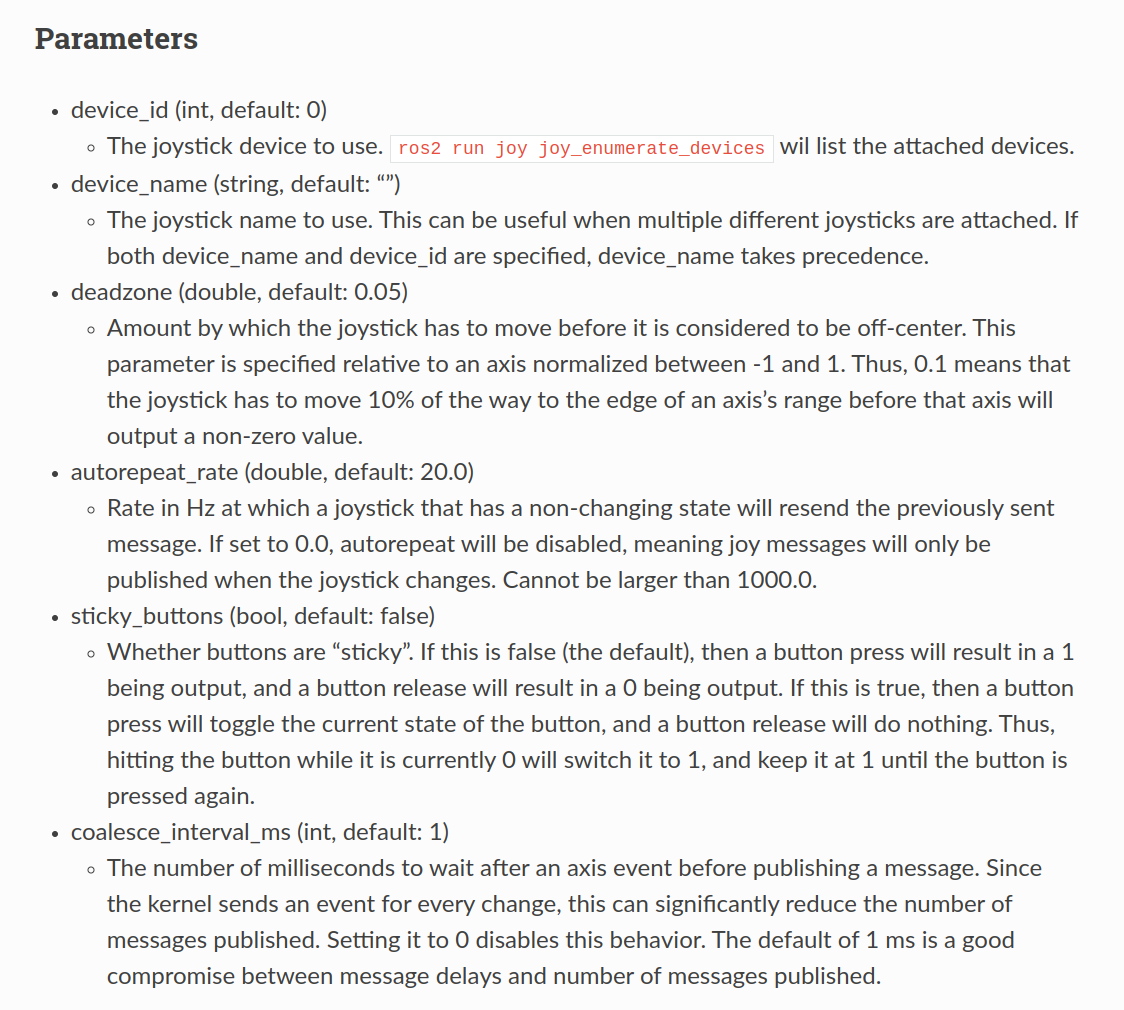 Parameters
• device_id (int, default: 0)
◦ The joystick device to use. ros2 run joy joy_enumerate_devices wil list the attached devices.
• device_name (string, default: “”)
◦ The joystick name to use. This can be useful when multiple different joysticks are attached. If
both device_name and device_id are specified, device_name takes precedence.
• deadzone (double, default: 0.05)
◦ Amount by which the joystick has to move before it is considered to be off-center. This
parameter is specified relative to an axis normalized between -1 and 1. Thus, 0.1 means that
the joystick has to move 10% of the way to the edge of an axis’s range before that axis will
output a non-zero value.
• autorepeat_rate (double, default: 20.0)
◦ Rate in Hz at which a joystick that has a non-changing state will resend the previously sent
message. If set to 0.0, autorepeat will be disabled, meaning joy messages will only be
published when the joystick changes. Cannot be larger than 1000.0.
• sticky_buttons (bool, default: false)
◦ Whether buttons are “sticky”. If this is false (the default), then a button press will result in a 1
being output, and a button release will result in a 0 being output. If this is true, then a button
press will toggle the current state of the button, and a button release will do nothing. Thus,
hitting the button while it is currently 0 will switch it to 1, and keep it at 1 until the button is
pressed again.
• coalesce_interval_ms (int, default: 1)
◦ The number of milliseconds to wait after an axis event before publishing a message. Since
the kernel sends an event for every change, this can significantly reduce the number of
messages published. Setting it to 0 disables this behavior. The default of 1 ms is a good
compromise between message delays and number of messages published.